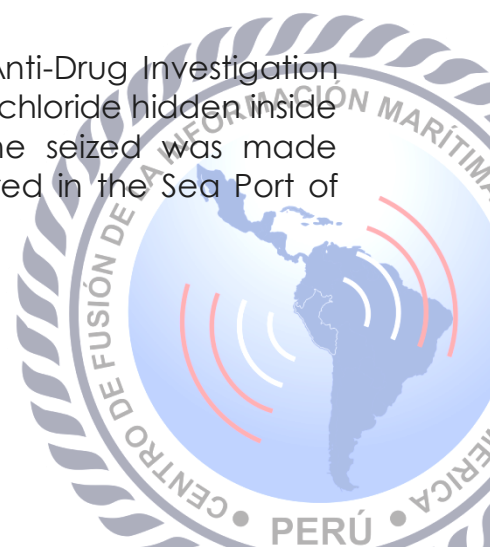 Anti-Drug Investigation
chloride hidden inside
he seized was made
ed in the Sea Port of
CENTRO DE FUSIÓN DE LA INFORMACIÓN MARÍTIMA
PERÚ